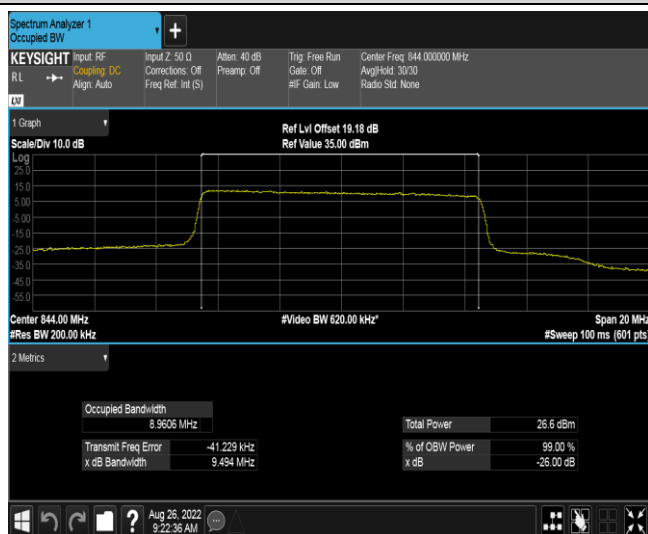 Spectrum Analyzer 1
Occupied BW
KEYSIGHT
R L
LXI
Input: RF
Coupling: DC
Align: Auto
Input Z: 50 Ω
Corrections: Off
Freq Ref: Int (S)
Atten: 40 dB
Preamp: Off
Trig: Free Run
Gate: Off
#IF Gain: Low
Center Freq: 844.000000 MHz
Avg|Hold: 30/30
Radio Std: None
1 Graph
Scale/Div 10.0 dB
Ref Lvl Offset 19.18 dB
Ref Value 35.00 dBm
Log
25.0
15.0
5.00
-5.00
-15.0
-25.0
-35.0
-45.0
-55.0
Center 844.00 MHz
#Res BW 200.00 kHz
#Video BW 620.00 kHz*
Span 20 MHz
#Sweep 100 ms (601 pts)
2 Metrics
Occupied Bandwidth
8.9606 MHz
Total Power 26.6 dBm
Transmit Freq Error -41.229 kHz
% of OBW Power 99.00 %
x dB Bandwidth 9.494 MHz
x dB -26.00 dB
Aug 26, 2022
9:22:36 AM